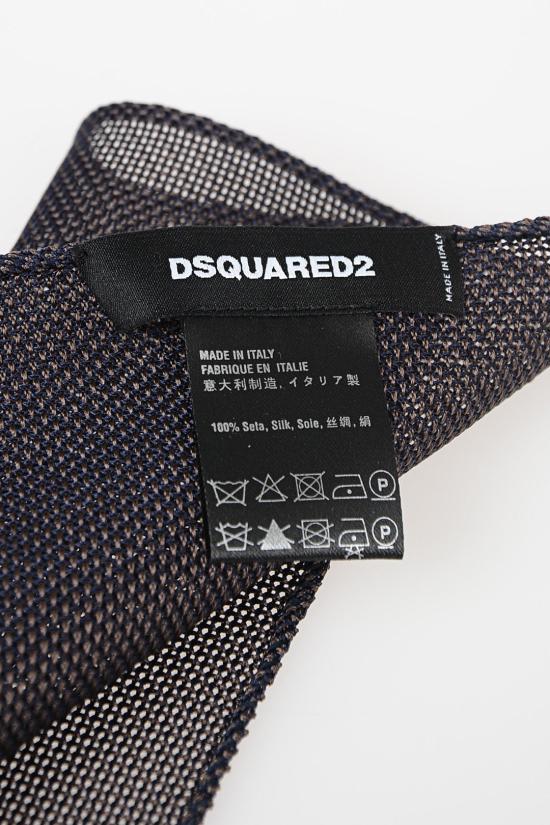 DSQUARED2
MADE IN ITALY
MADE IN ITALY
FABRIQUE EN ITALIE
意大利制造, イタリア製
100% Seta, Silk, Soie, 丝绸, 絹
P
P